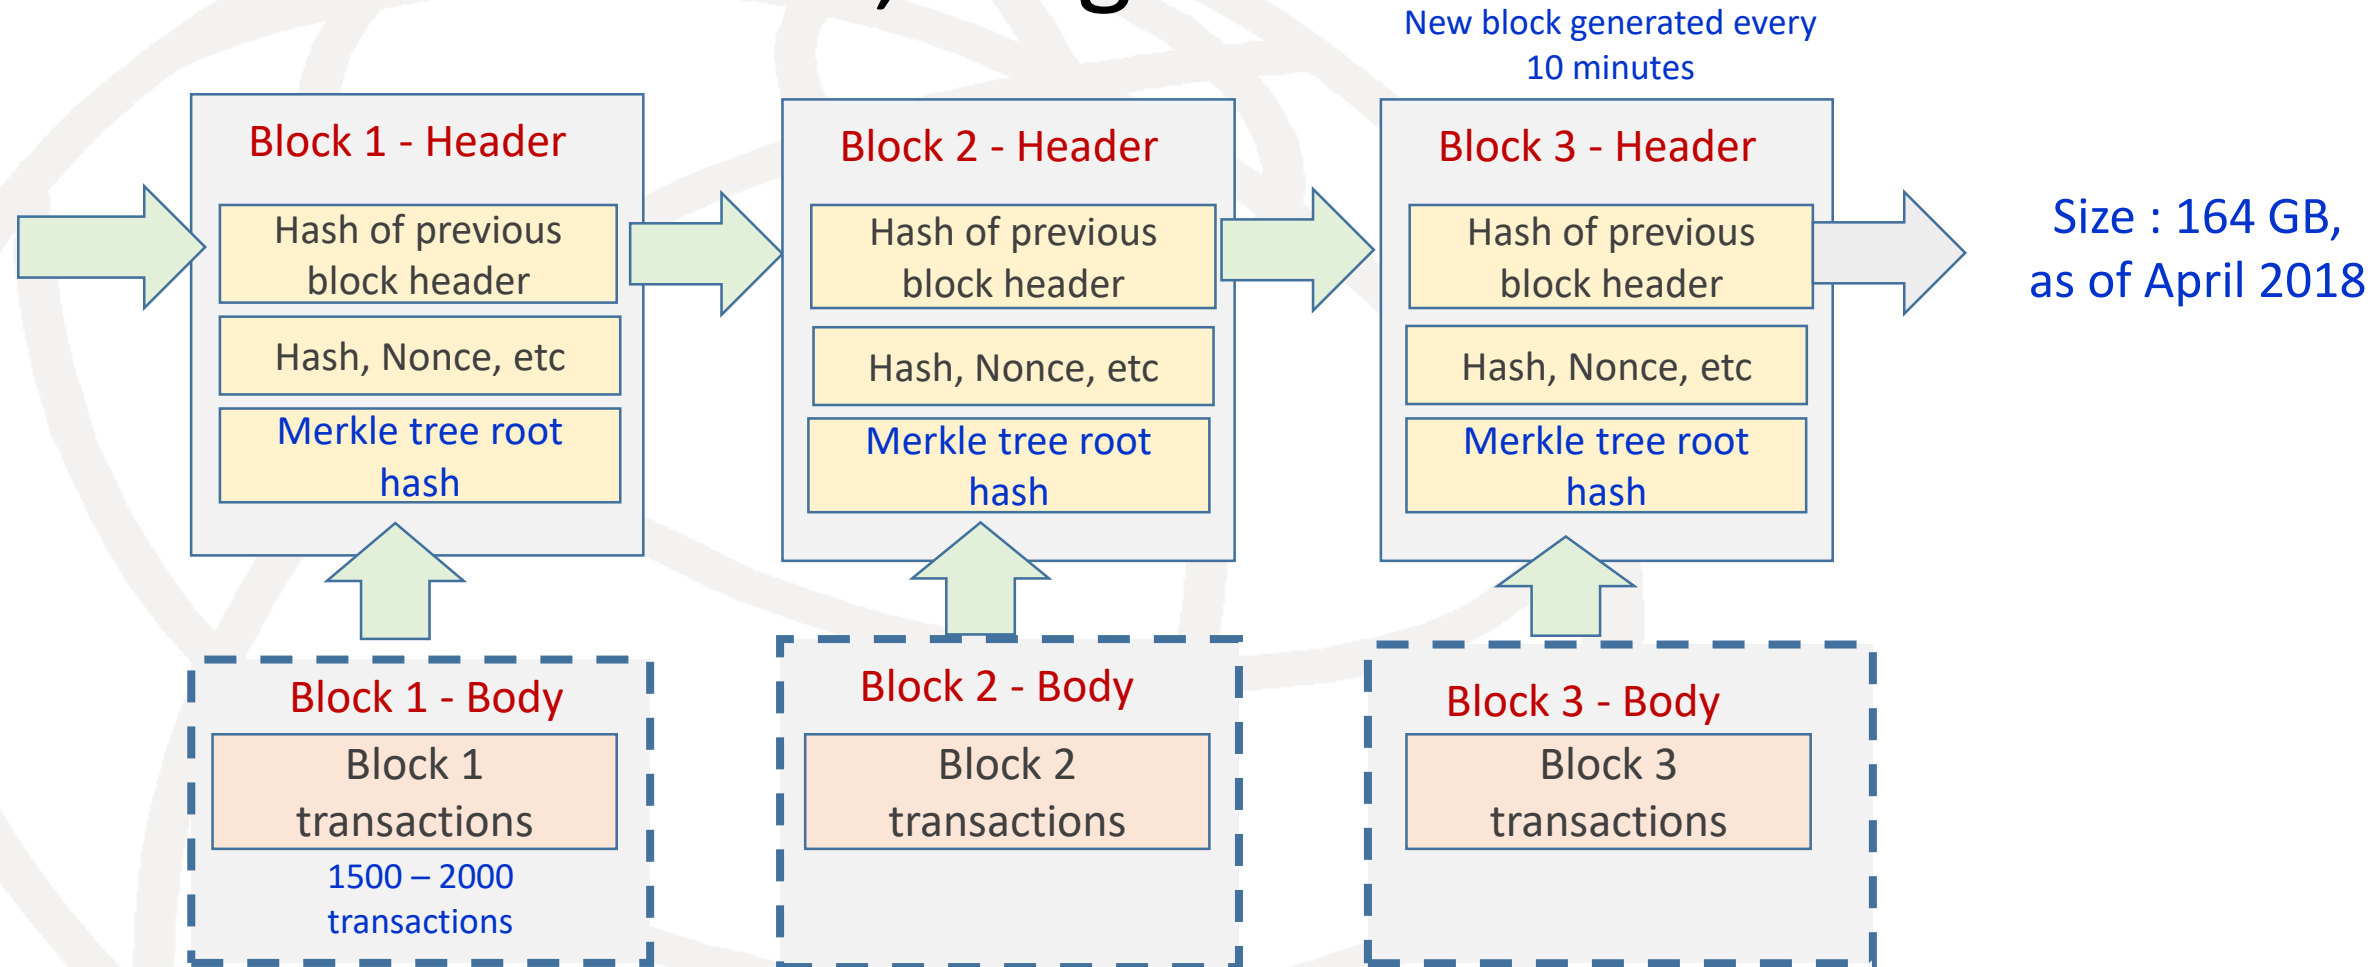 New block generated every
10 minutes
Block 1 - Header
Hash of previous
block header
Hash, Nonce, etc
Merkle tree root
hash
Block 2 - Header
Hash of previous
block header
Hash, Nonce, etc
Merkle tree root
hash
Block 3 - Header
Hash of previous
block header
Hash, Nonce, etc
Merkle tree root
hash
Size : 164 GB,
as of April 2018
Block 1 - Body
Block 1
transactions
1500 – 2000
transactions
Block 2 - Body
Block 2
transactions
Block 3 - Body
Block 3
transactions